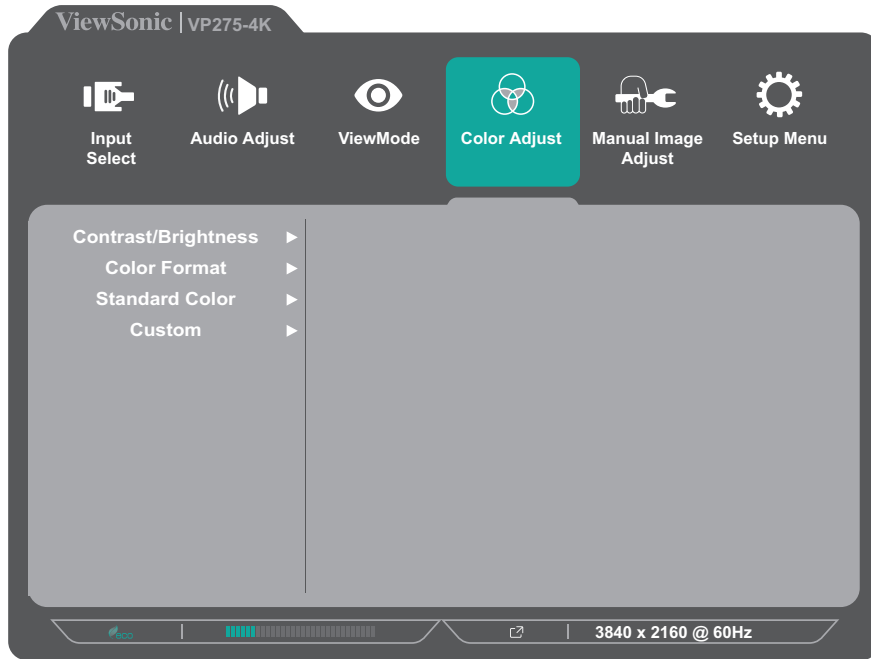 ViewSonic | VP275-4K
Input Select
Audio Adjust
ViewMode
Color Adjust
Manual Image Adjust
Setup Menu
Contrast/Brightness
Color Format
Standard Color
Custom
eco
3840 x 2160 @ 60Hz